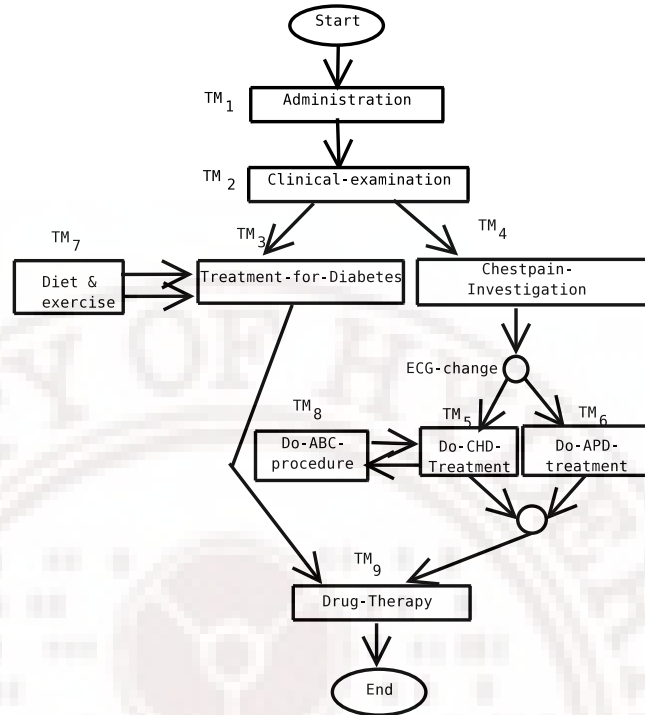 Start
TM1
Administration
TM2
Clinical-examination
TM7
TM3
TM4
Diet &
exercise
Treatment-for-Diabetes
Chestpain-
Investigation
ECG-change
TM8
TM5
TM6
Do-ABC-
procedure
Do-CHD-
Treatment
Do-APD-
treatment
TM9
Drug-Therapy
End